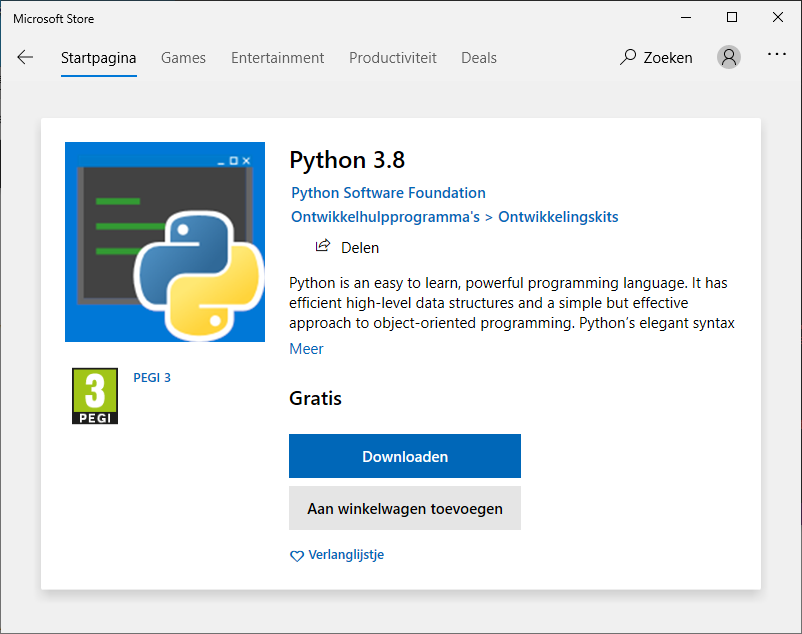 Microsoft Store
Startpagina Games Entertainment Productiviteit Deals Zoeken
Python 3.8
Python Software Foundation
Ontwikkelhulpprogramma's > Ontwikkelingskits
Delen
Python is an easy to learn, powerful programming language. It has
efficient high-level data structures and a simple but effective
approach to object-oriented programming. Python's elegant syntax
Meer
3
PEGI
PEGI 3
Gratis
Downloaden
Aan winkelwagen toevoegen
Verlanglijstje